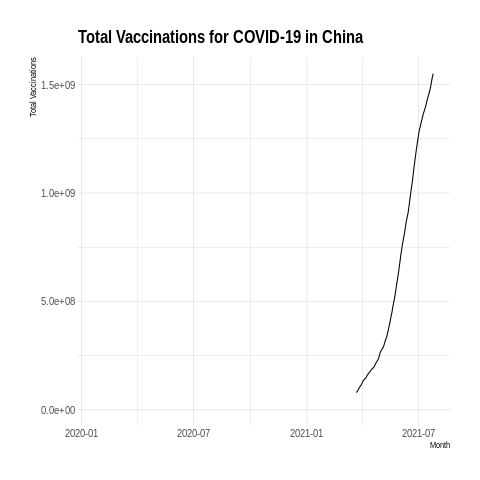 Total Vaccinations for COVID-19 in China
Total Vaccinations
1.5e+09
1.0e+09
5.0e+08
0.0e+00
2020-01 2020-07 2021-01 2021-07
Month